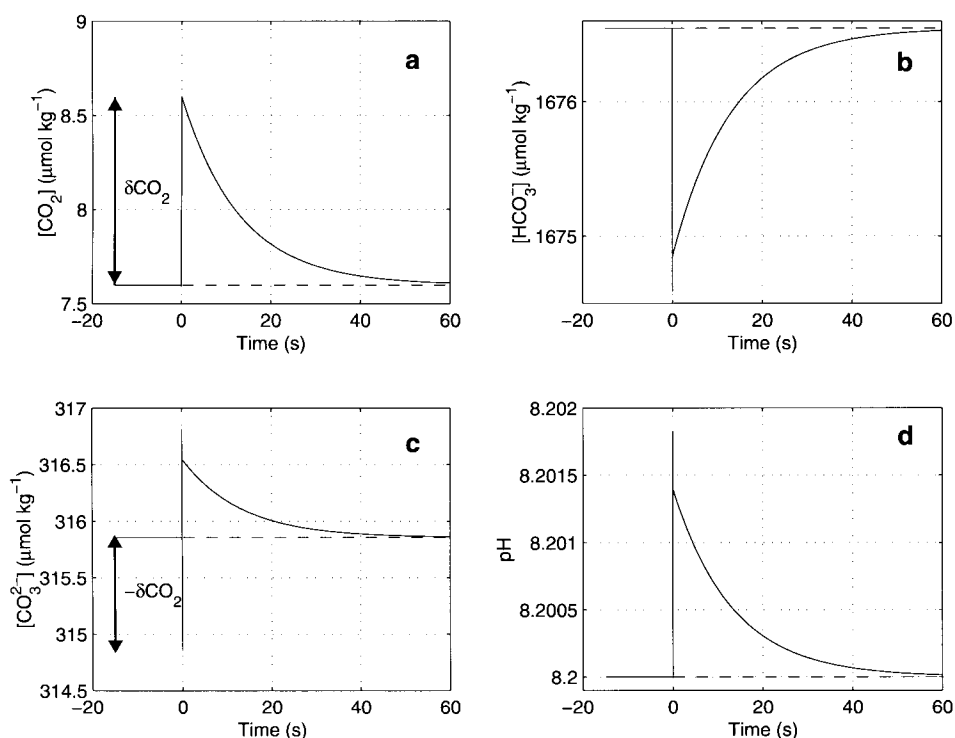 9
8.5
8
7.5
[CO₂] (μmol kg⁻¹)
a
δCO₂
−20 0 20 40 60
Time (s)
1676
1675
[HCO₃⁻] (μmol kg⁻¹)
b
−20 0 20 40 60
Time (s)
317
316.5
316
315.5
315
314.5
[CO₃²⁻] (μmol kg⁻¹)
c
−δCO₂
−20 0 20 40 60
Time (s)
8.202
8.2015
8.201
8.2005
8.2
pH
d
−20 0 20 40 60
Time (s)